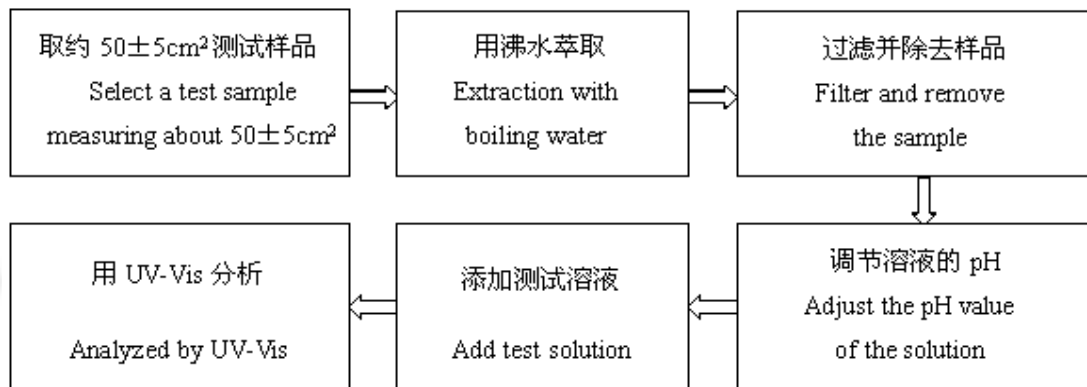 取约 50±5cm² 测试样品
Select a test sample
measuring about 50±5cm²
用沸水萃取
Extraction with
boiling water
过滤并除去样品
Filter and remove
the sample
调节溶液的 pH
Adjust the pH value
of the solution
添加测试溶液
Add test solution
用 UV-Vis 分析
Analyzed by UV-Vis